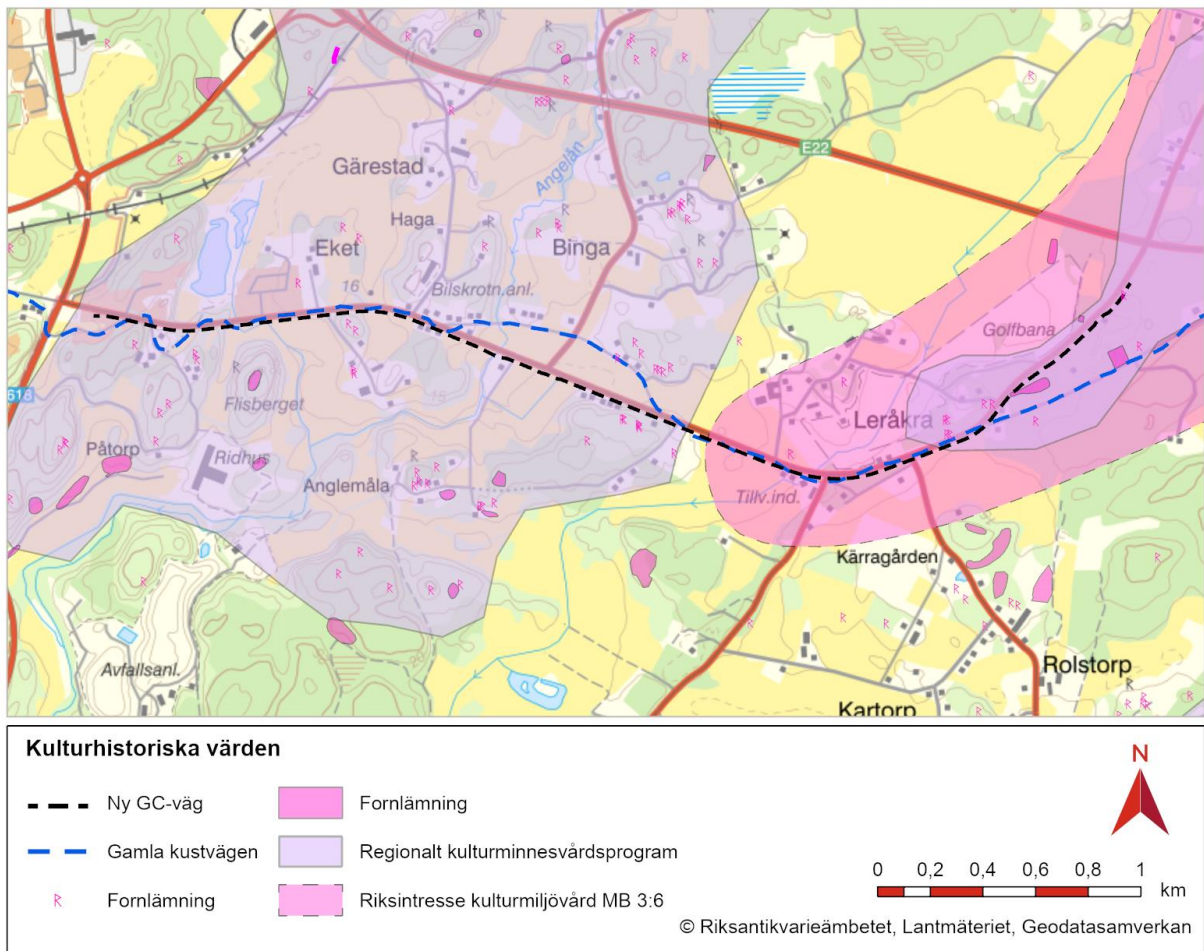 Gärestad
Angelån
E22
Haga
Eket
Binga
16
Bilskrotn.anl.
20
Golfbana
Flisberget
15
Leråkra
Påtorp
Ridhus
Anglemåla
Tillv.ind.
Kärragården
Avfallsanl.
Rolstorp
Kartorp
Kulturhistoriska värden
Ny GC-väg
Fornlämning
Gamla kustvägen
Regionalt kulturminnesvårdsprogram
Fornlämning
Riksintresse kulturmiljövård MB 3:6
N
0 0,2 0,4 0,6 0,8 1
km
© Riksantikvarieämbetet, Lantmäteriet, Geodatasamverkan